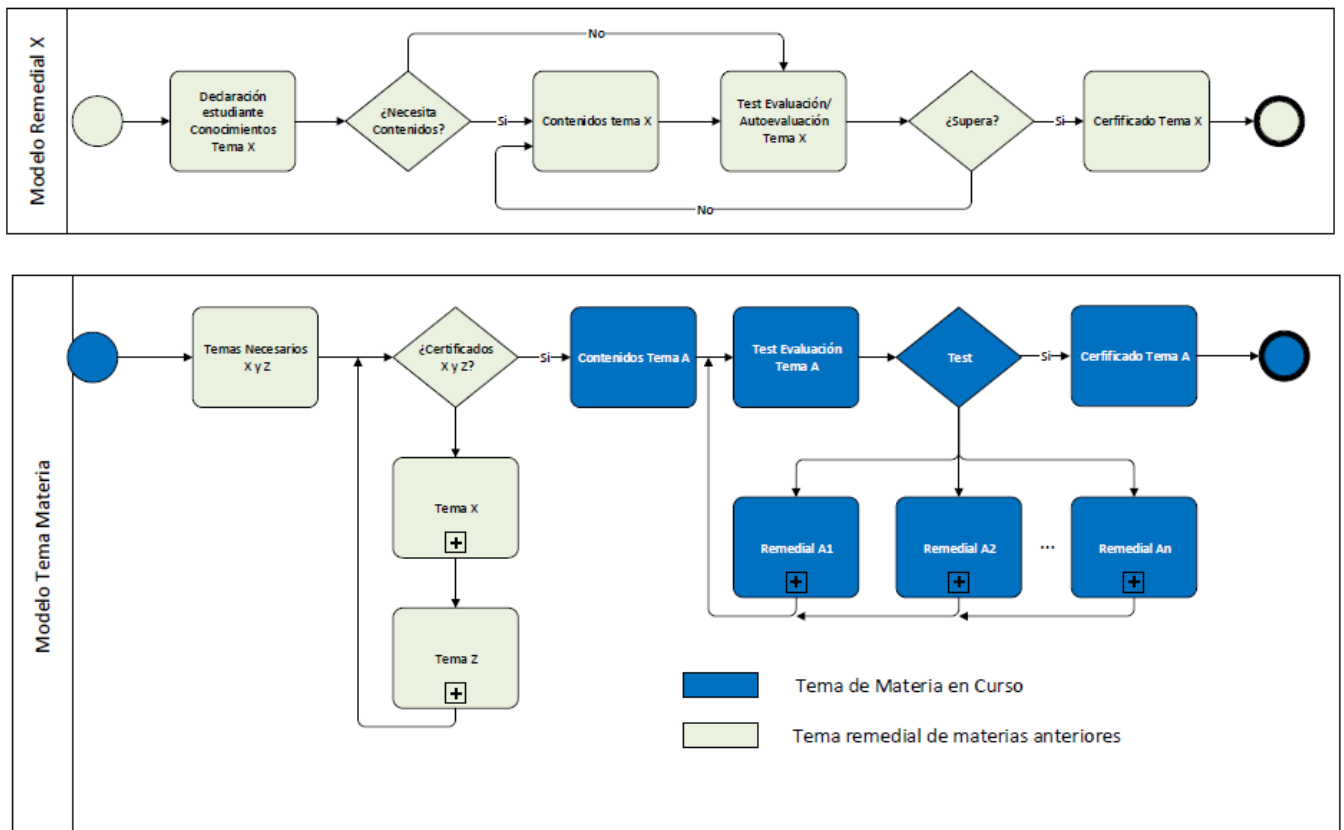 Modelo Remedial X
No
Declaración
estudiante
Conocimientos
Tema X
¿Necesita
Contenidos?
Si
Contenidos tema X
Test Evaluación/
Autoevaluación
Tema X
¿Supera?
Si
Cerfificado Tema X
No
Modelo Tema Materia
Temas Necesarios
X y Z
¿Certificados
X y Z?
Si
Contenidos Tema A
Test Evaluación
Tema A
Test
Si
Cerfificado Tema A
Tema X
Tema Z
Remedial A1
Remedial A2
...
Remedial An
Tema de Materia en Curso
Tema remedial de materias anteriores